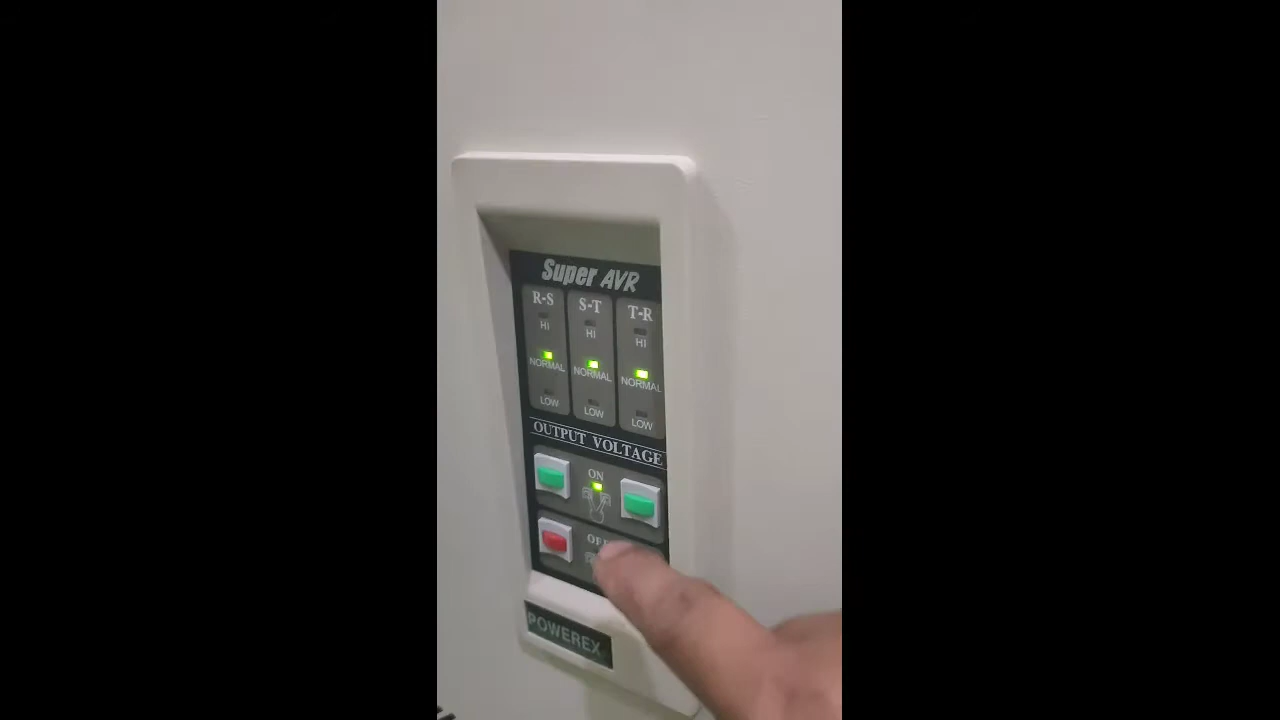 Super AVR
R-S S-T T-R
HI HI HI
NORMAL NORMAL NORMAL
LOW LOW LOW
OUTPUT VOLTAGE
ON
POWEREX